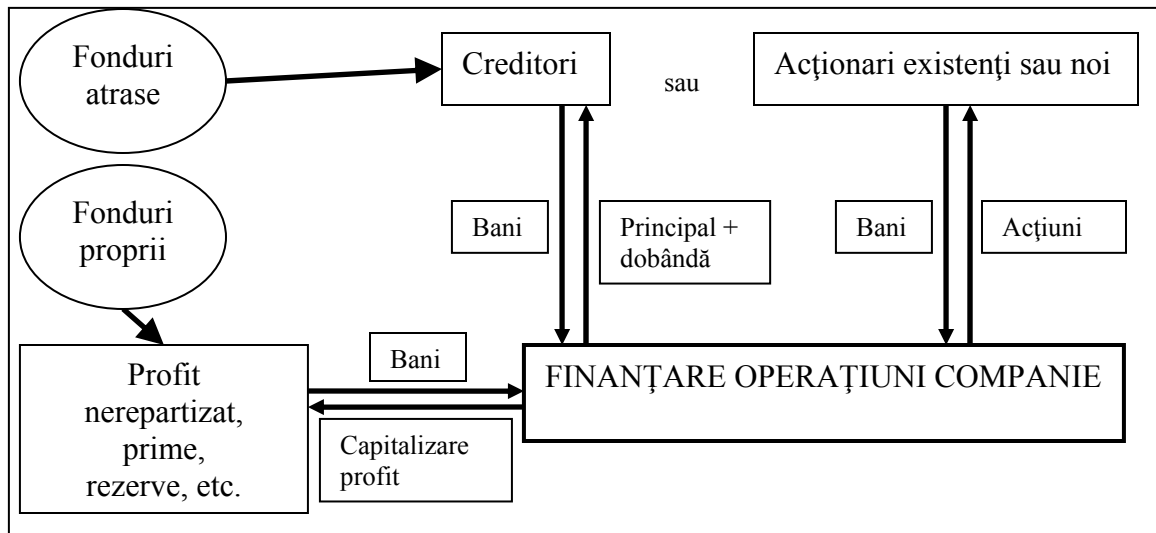 Fonduri
atrase
Creditori
sau
Acţionari existenţi sau noi
Fonduri
proprii
Bani
Principal +
dobândă
Bani
Acţiuni
Profit
nerepartizat,
prime,
rezerve, etc.
Bani
Capitalizare
profit
FINANŢARE OPERAŢIUNI COMPANIE